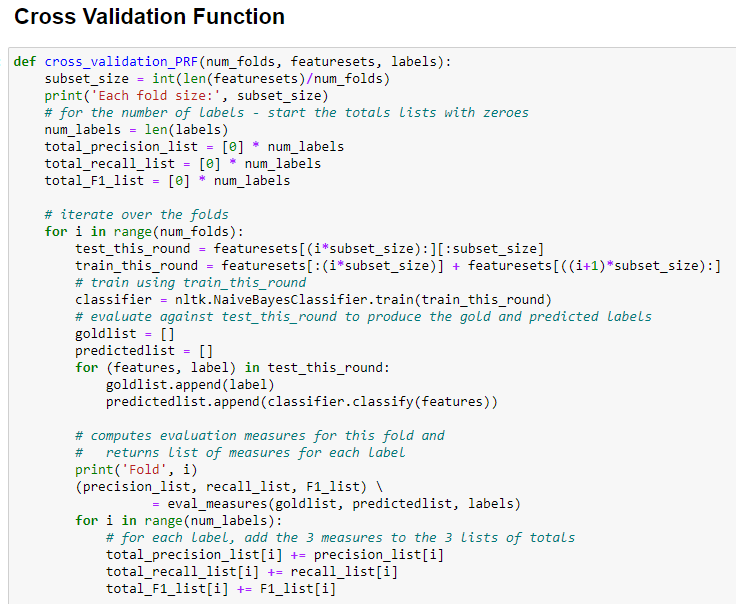 Cross Validation Function
def cross_validation_PRF(num_folds, featuresets, labels):
    subset_size = int(len(featuresets)/num_folds)
    print('Each fold size:', subset_size)
    # for the number of labels - start the totals lists with zeroes
    num_labels = len(labels)
    total_precision_list = [0] * num_labels
    total_recall_list = [0] * num_labels
    total_F1_list = [0] * num_labels

    # iterate over the folds
    for i in range(num_folds):
        test_this_round = featuresets[(i*subset_size):][:subset_size]
        train_this_round = featuresets[:(i*subset_size)] + featuresets[((i+1)*subset_size):]
        # train using train_this_round
        classifier = nltk.NaiveBayesClassifier.train(train_this_round)
        # evaluate against test_this_round to produce the gold and predicted labels
        goldlist = []
        predictedlist = []
        for (features, label) in test_this_round:
            goldlist.append(label)
            predictedlist.append(classifier.classify(features))

        # computes evaluation measures for this fold and
        #   returns list of measures for each label
        print('Fold', i)
        (precision_list, recall_list, F1_list) \
                  = eval_measures(goldlist, predictedlist, labels)
        for i in range(num_labels):
            # for each label, add the 3 measures to the 3 lists of totals
            total_precision_list[i] += precision_list[i]
            total_recall_list[i] += recall_list[i]
            total_F1_list[i] += F1_list[i]